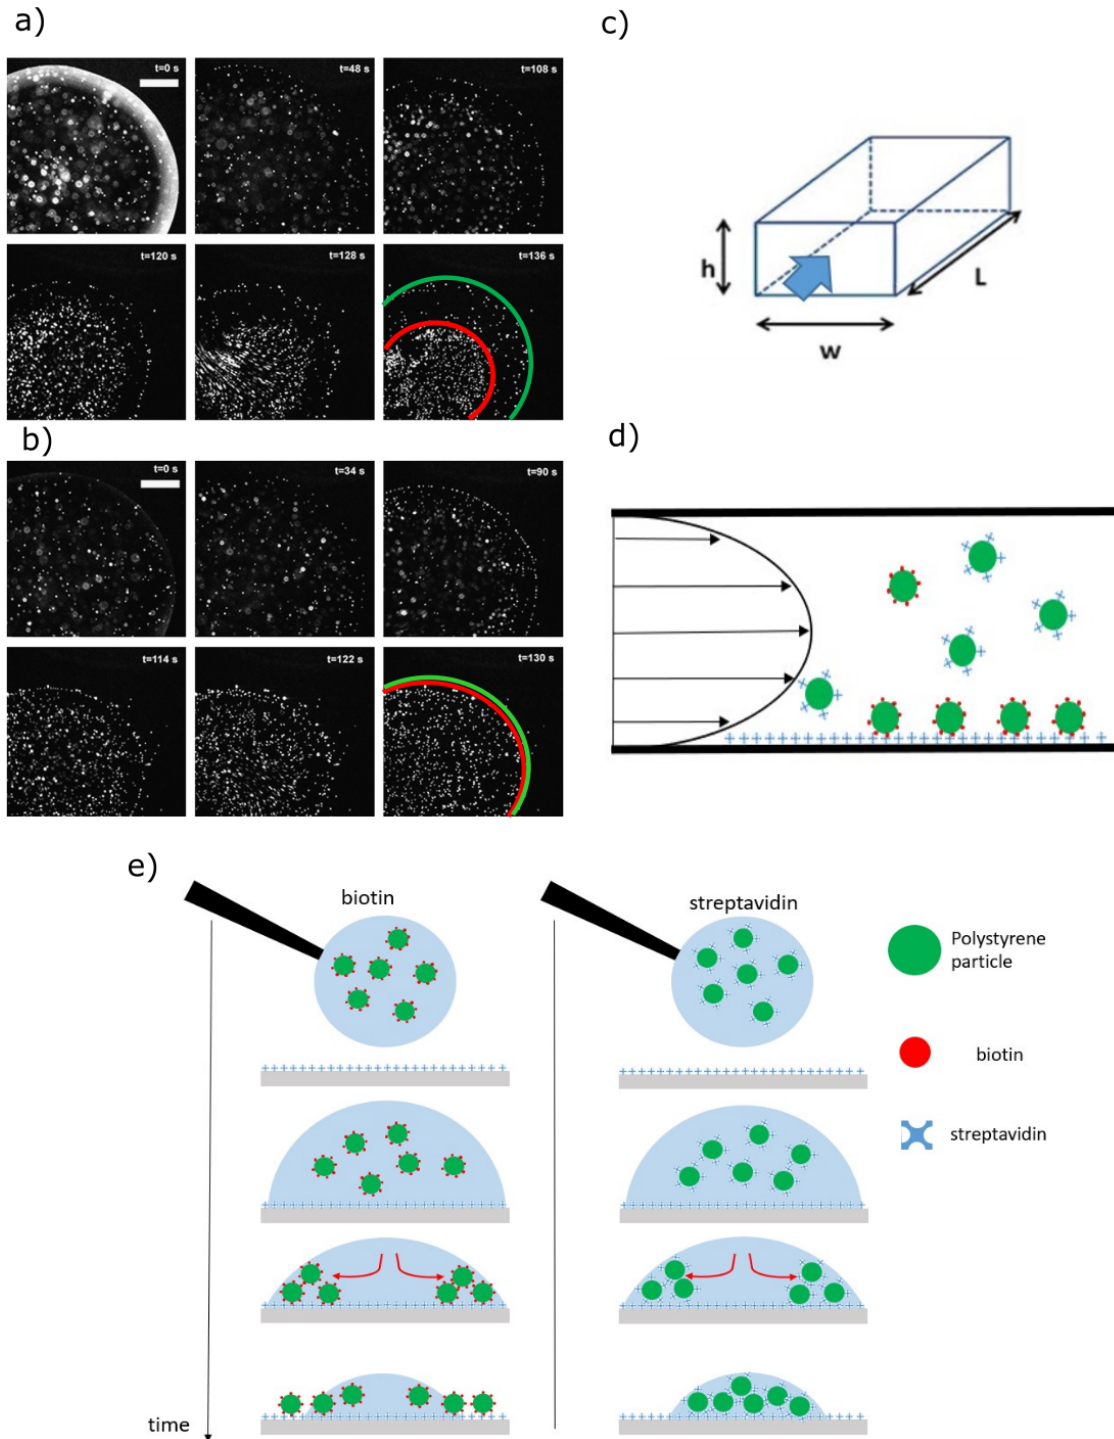 a)
t=0 s
t=48 s
t=108 s
t=120 s
t=128 s
t=136 s
b)
t=0 s
t=34 s
t=90 s
t=114 s
t=122 s
t=130 s
c)
h
L
w
d)
e)
biotin
streptavidin
Polystyrene
particle
biotin
streptavidin
time